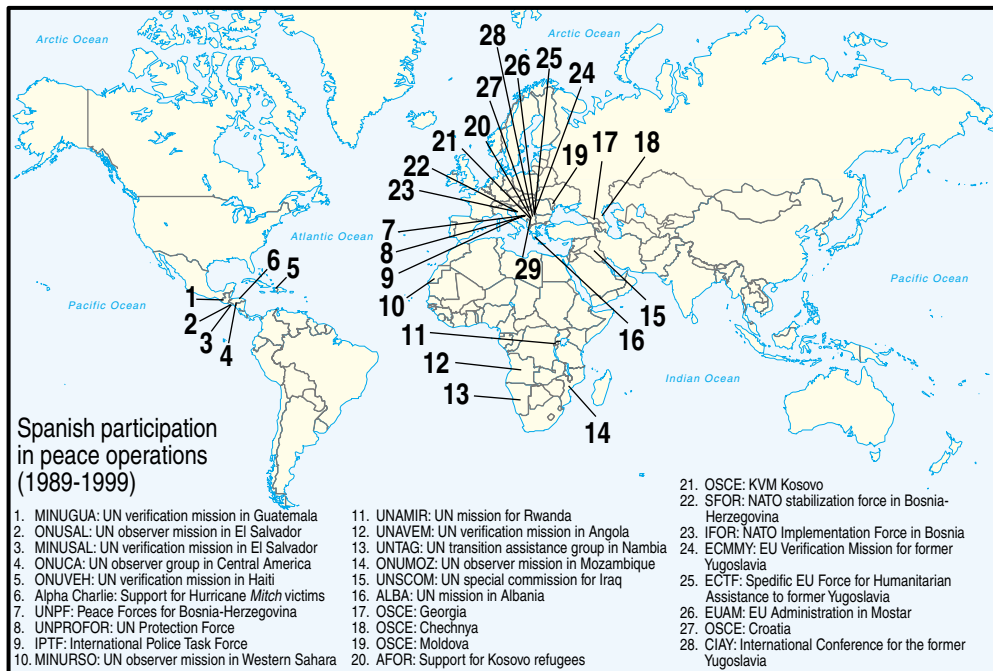 Arctic Ocean
Arctic Ocean
28
26
25
27
24
20
21
19
17
18
22
23
Atlantic Ocean
7
8
6
9
5
29
Pacific Ocean
Pacific Ocean
1
10
15
2
11
16
3
4
12
Indian Ocean
13
14
Spanish participation
in peace operations
(1989-1999)
1. MINUGUA: UN verification mission in Guatemala
2. ONUSAL: UN observer mission in El Salvador
3. MINUSAL: UN verification mission in El Salvador
4. ONUCA: UN observer group in Central America
5. ONUVEH: UN verification mission in Haiti
6. Alpha Charlie: Support for Hurricane Mitch victims
7. UNPF: Peace Forces for Bosnia-Herzegovina
8. UNPROFOR: UN Protection Force
9. IPTF: International Police Task Force
10. MINURSO: UN observer mission in Western Sahara
11. UNAMIR: UN mission for Rwanda
12. UNAVEM: UN verification mission in Angola
13. UNTAG: UN transition assistance group in Nambia
14. ONUMOZ: UN observer mission in Mozambique
15. UNSCOM: UN special commission for Iraq
16. ALBA: UN mission in Albania
17. OSCE: Georgia
18. OSCE: Chechnya
19. OSCE: Moldova
20. AFOR: Support for Kosovo refugees
21. OSCE: KVM Kosovo
22. SFOR: NATO stabilization force in Bosnia-
Herzegovina
23. IFOR: NATO Implementation Force in Bosnia
24. ECMMY: EU Verification Mission for former
Yugoslavia
25. ECTF: Spedific EU Force for Humanitarian
Assistance to former Yugoslavia
26. EUAM: EU Administration in Mostar
27. OSCE: Croatia
28. CIAY: International Conference for the former
Yugoslavia